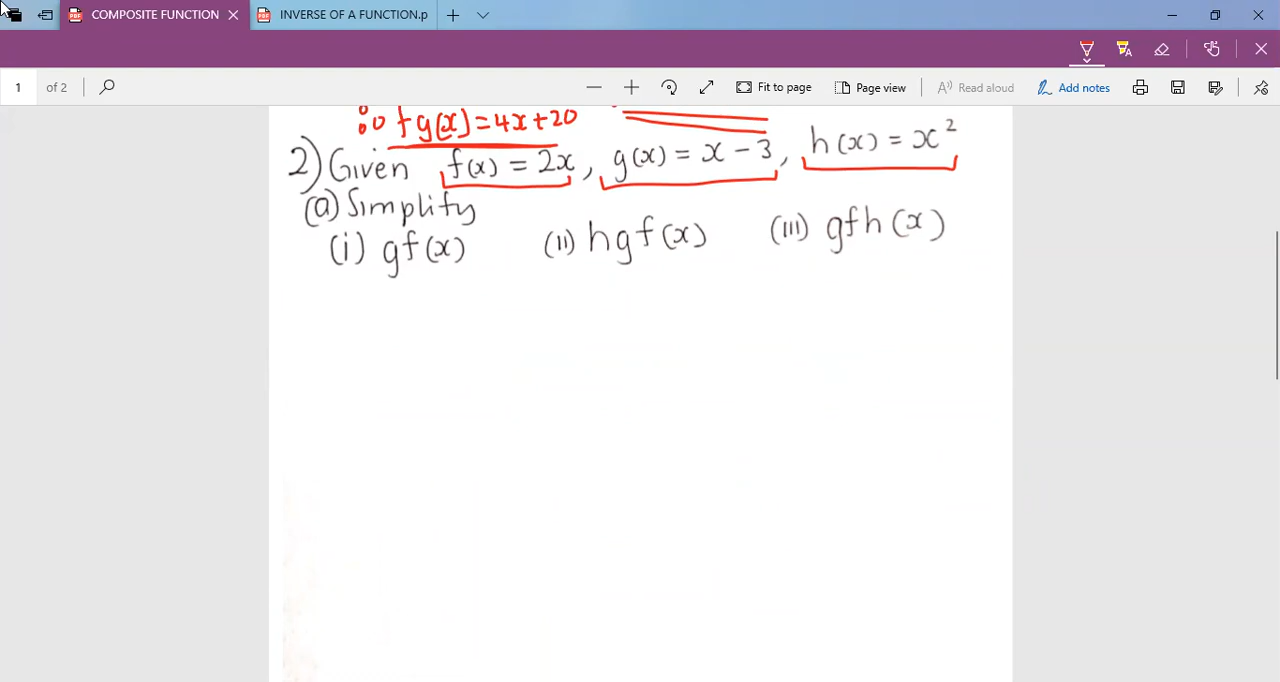 COMPOSITE FUNCTION INVERSE OF A FUNCTION.p
1 of 2 Fit to page Page view Read aloud Add notes
fg(x) = 4x+20
2) Given f(x) = 2x, g(x) = x - 3, h(x) = x²
(a) Simplify
(i) gf(x) (ii) hgf(x) (iii) gfh(x)